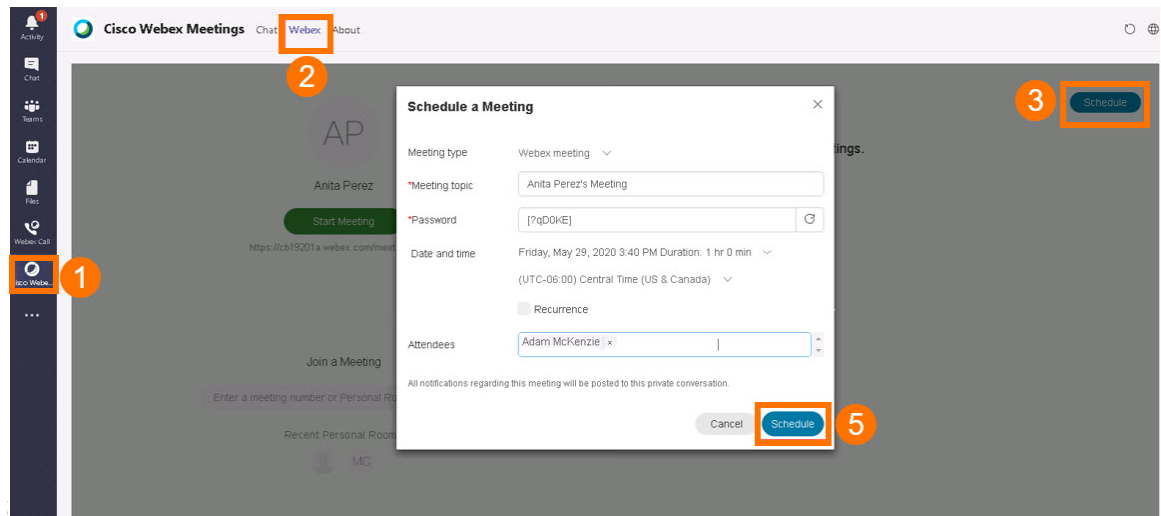 1
Activity
Chat
Teams
Calendar
Files
Webex Call
isco Webe...
1
Cisco Webex Meetings Chat Webex About
2
3
Schedule
AP
Anita Perez
Start Meeting
https://cb19201a.webex.com/meet
tings.
Join a Meeting
Enter a meeting number or Personal Ro
Recent Personal Room
MC
Schedule a Meeting
Meeting type Webex meeting
*Meeting topic Anita Perez's Meeting
*Password [?qD0KE]
Date and time Friday, May 29, 2020 3:40 PM Duration: 1 hr 0 min
(UTC-06:00) Central Time (US & Canada)
Recurrence
Attendees Adam McKenzie ×
All notifications regarding this meeting will be posted to this private conversation.
Cancel Schedule
5